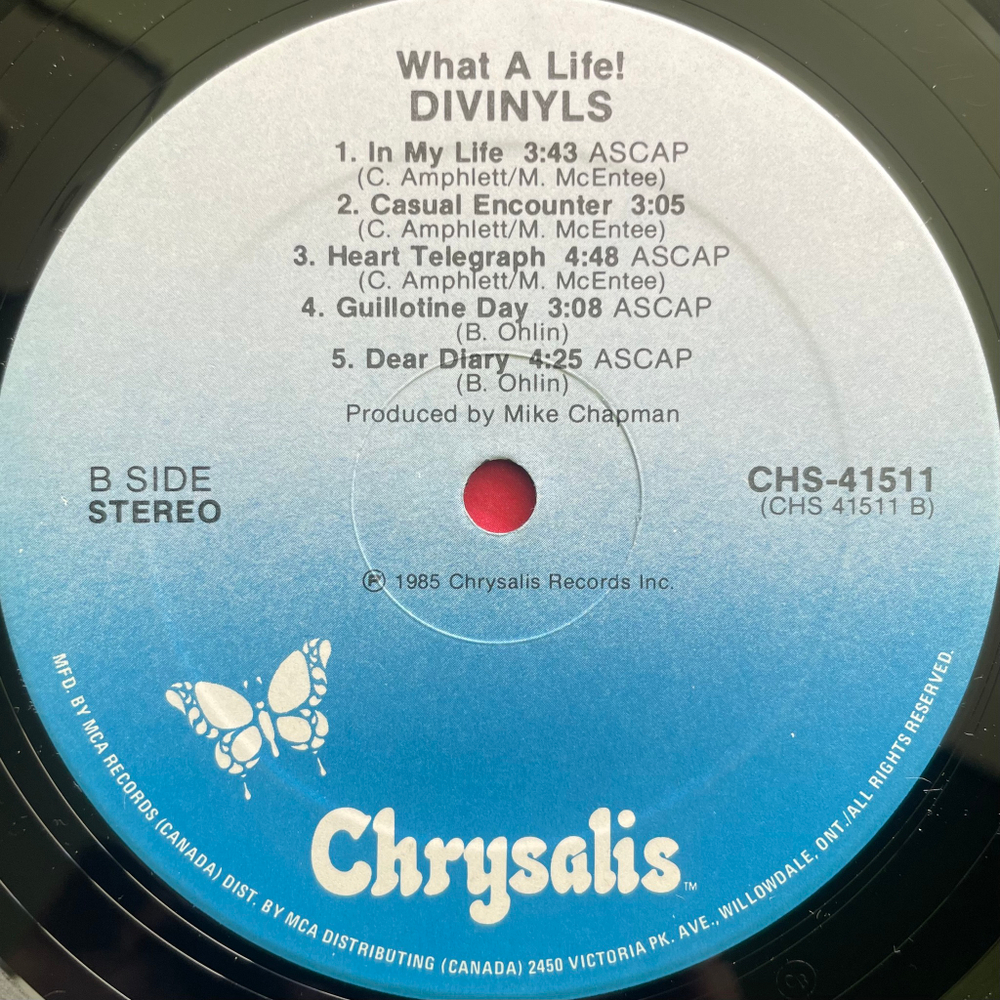 What A Life!
DIVINYLS
1. In My Life 3:43 ASCAP
(C. Amphlett/M. McEntee)
2. Casual Encounter 3:05
(C. Amphlett/M. McEntee)
3. Heart Telegraph 4:48 ASCAP
(C. Amphlett/M. McEntee)
4. Guillotine Day 3:08 ASCAP
(B. Ohlin)
5. Dear Diary 4:25 ASCAP
(B. Ohlin)
Produced by Mike Chapman
B SIDE
STEREO
CHS-41511
(CHS 41511 B)
℗ 1985 Chrysalis Records Inc.
Chrysalis™
MFD. BY MCA RECORDS (CANADA) DIST. BY MCA DISTRIBUTING (CANADA) 2450 VICTORIA PK. AVE., WILLOWDALE, ONT./ALL RIGHTS RESERVED.